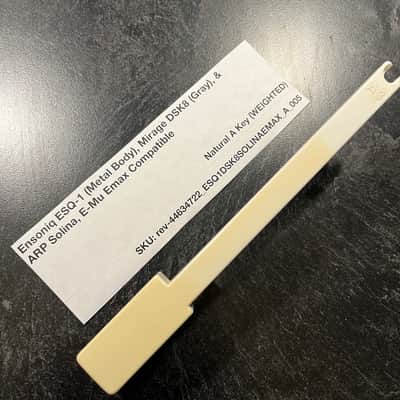 Ensoniq ESQ-1 (Metal Body), Mirage DSK8 (Gray), &
ARP Solina, E-Mu Emax Compatible
Natural A Key (WEIGHTED)
SKU: rev-44634722_ESQ1DSK8SOLINAEMAX_A_005